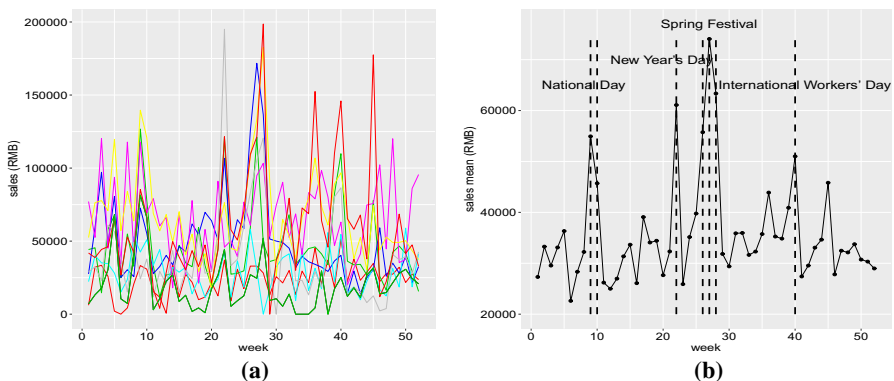 200000
150000
100000
50000
0
sales (RMB)
0 10 20 30 40 50
week
(a)
Spring Festival
New Year's Day
National Day
International Workers' Day
60000
40000
20000
sales mean (RMB)
0 10 20 30 40 50
week
(b)